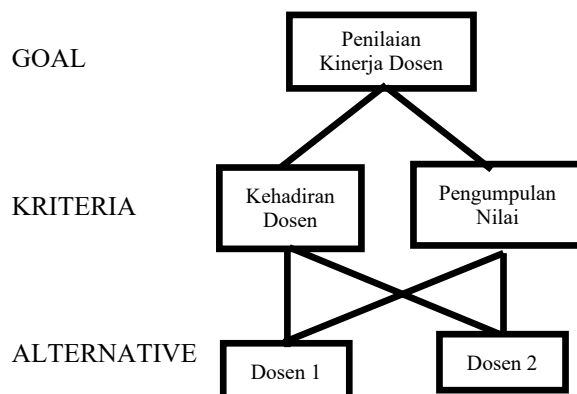 GOAL
Penilaian
Kinerja Dosen
KRITERIA
Kehadiran
Dosen
Pengumpulan
Nilai
ALTERNATIVE
Dosen 1
Dosen 2